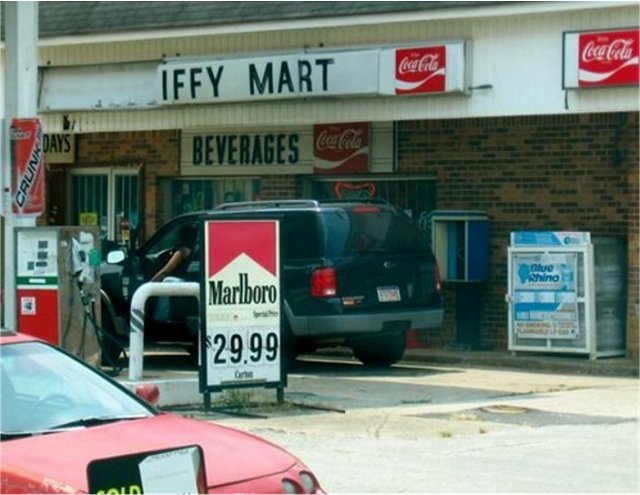 IFFY MART
Coca-Cola
Coca-Cola
DAYS
BEVERAGES
Coca-Cola
CRUNK
Marlboro
Special Price
$29.99
Carton
Blue
Rhino
SOLD